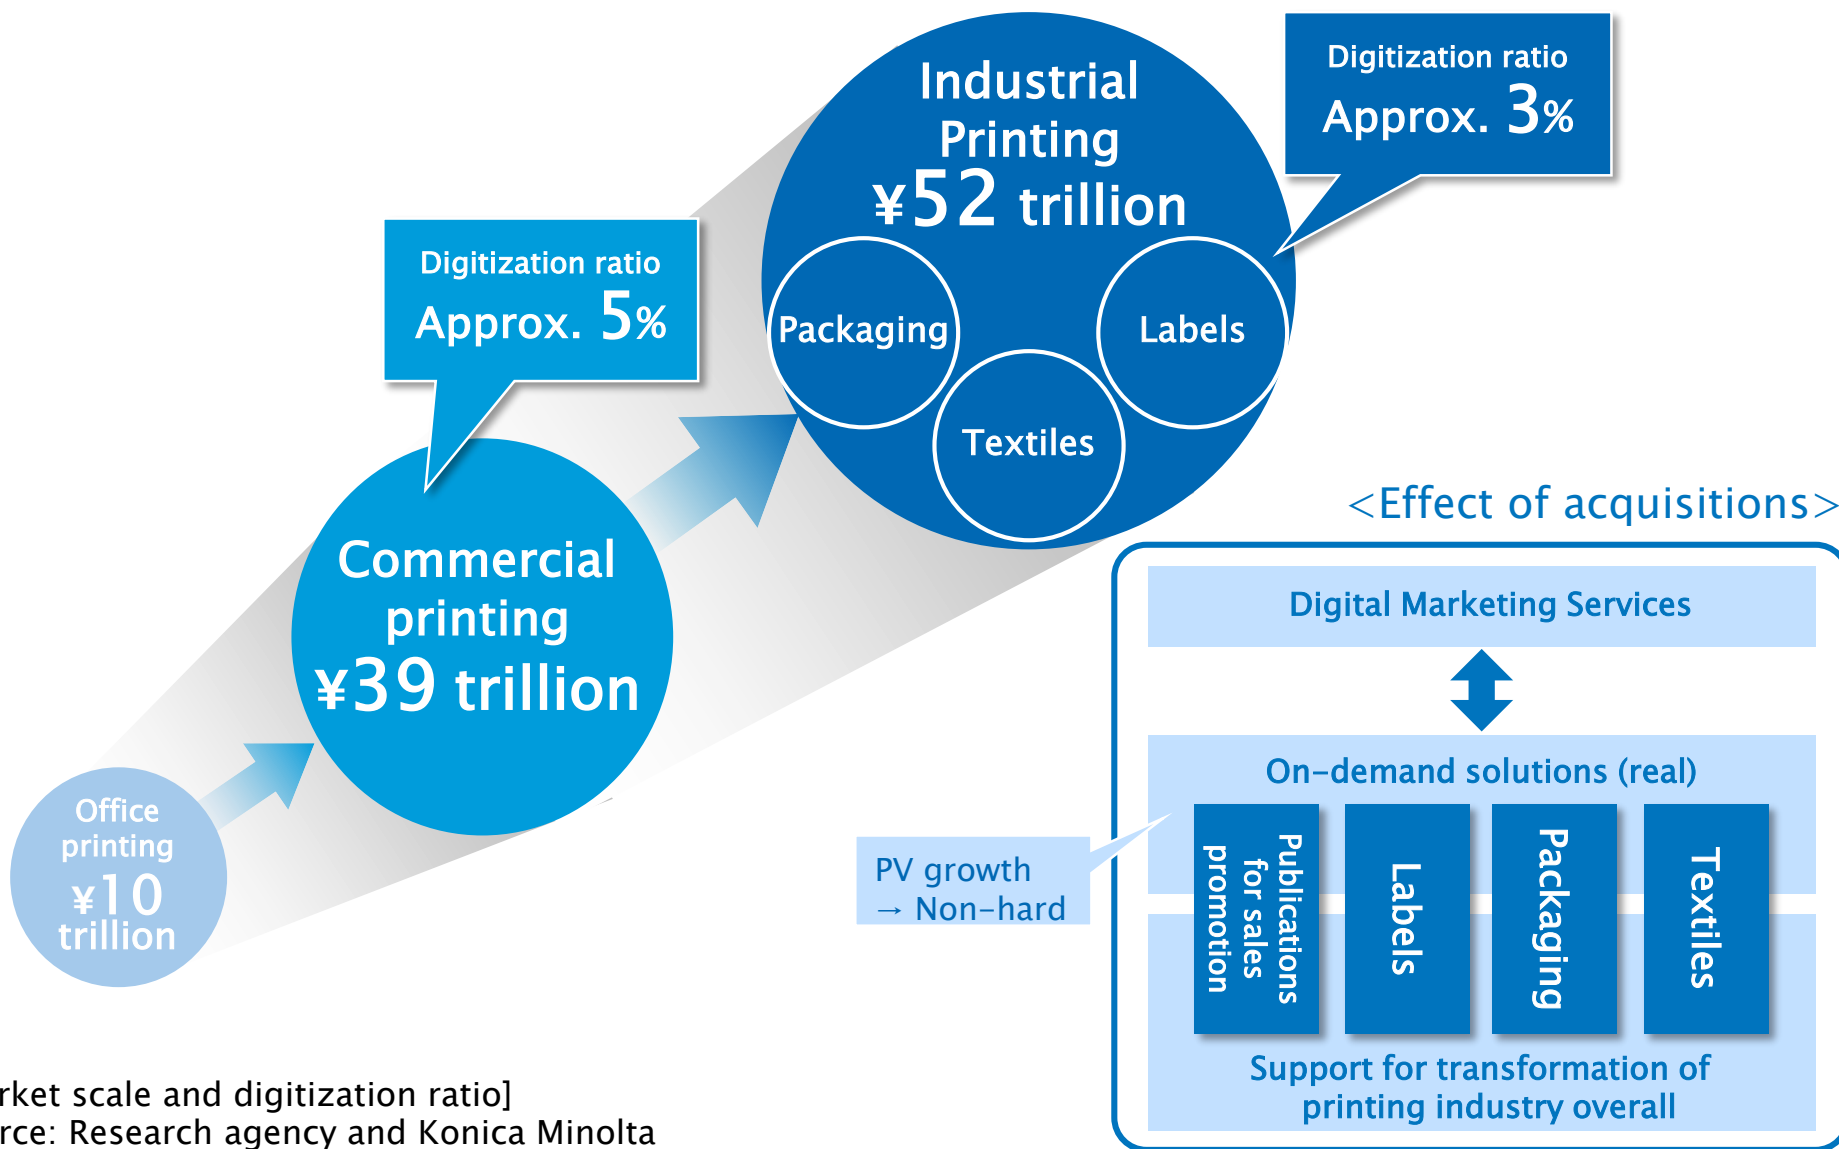 Industrial
Printing
¥52 trillion
Digitization ratio
Approx. 3%
Digitization ratio
Approx. 5%
Packaging
Labels
Textiles
Commercial
printing
¥39 trillion
Office
printing
¥10
trillion
<Effect of acquisitions>
Digital Marketing Services
On-demand solutions (real)
PV growth
→ Non-hard
Publications
for sales
promotion
Labels
Packaging
Textiles
Support for transformation of
printing industry overall
rket scale and digitization ratio]
rce: Research agency and Konica Minolta